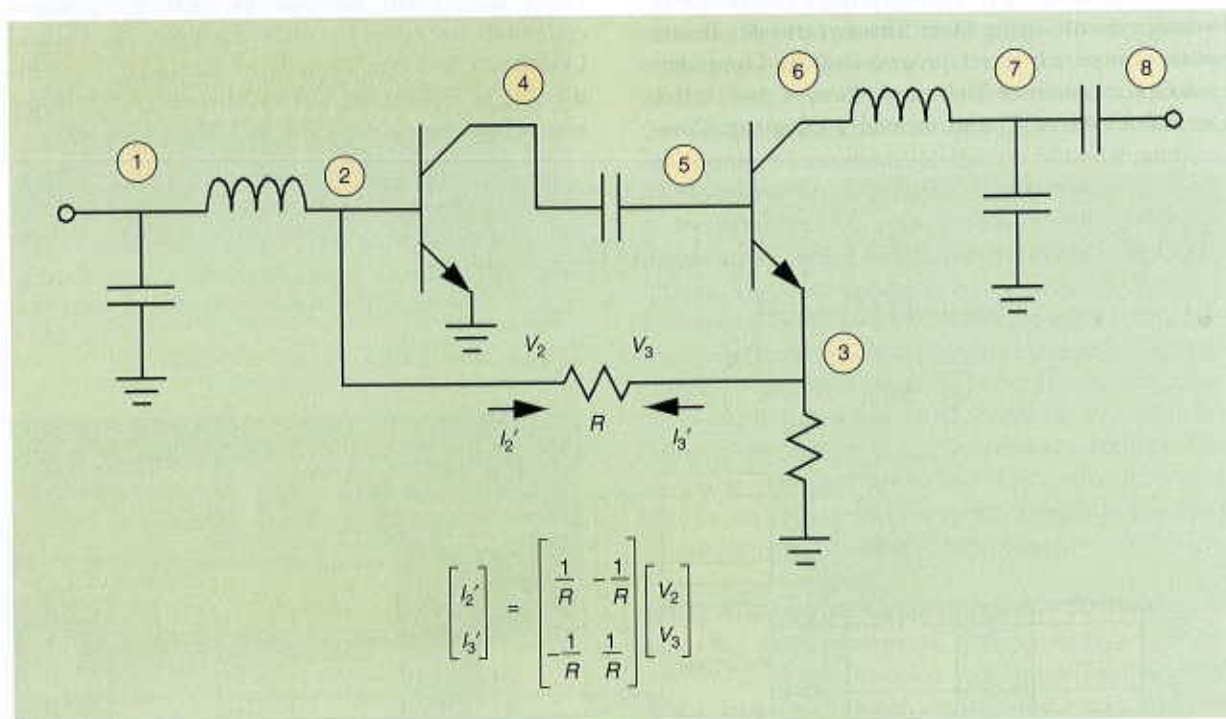 4
6
7
8
1
2
5
V₂ V₃
3
I₂′ R I₃′
[I₂′ I₃′] = [1/R -1/R -1/R 1/R] [V₂ V₃]